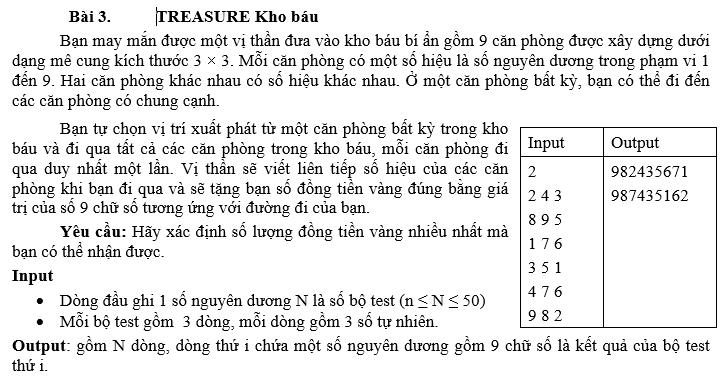 Bài 3. TREASURE Kho báu
Bạn may mắn được một vị thần đưa vào kho báu bí ẩn gồm 9 căn phòng được xây dựng dưới
dạng mê cung kích thước 3 × 3. Mỗi căn phòng có một số hiệu là số nguyên dương trong phạm vi 1
đến 9. Hai căn phòng khác nhau có số hiệu khác nhau. Ở một căn phòng bất kỳ, bạn có thể đi đến
các căn phòng có chung cạnh.
Bạn tự chọn vị trí xuất phát từ một căn phòng bất kỳ trong kho
báu và đi qua tất cả các căn phòng trong kho báu, mỗi căn phòng đi
qua duy nhất một lần. Vị thần sẽ viết liên tiếp số hiệu của các căn
phòng khi bạn đi qua và sẽ tặng bạn số đồng tiền vàng đúng bằng giá
trị của số 9 chữ số tương ứng với đường đi của bạn.
Yêu cầu: Hãy xác định số lượng đồng tiền vàng nhiều nhất mà
bạn có thể nhận được.
Input
• Dòng đầu ghi 1 số nguyên dương N là số bộ test (n ≤ N ≤ 50)
• Mỗi bộ test gồm 3 dòng, mỗi dòng gồm 3 số tự nhiên.
Output: gồm N dòng, dòng thứ i chứa một số nguyên dương gồm 9 chữ số là kết quả của bộ test
thứ i.
Input Output
2 982435671
2 4 3 987435162
8 9 5
1 7 6
3 5 1
4 7 6
9 8 2